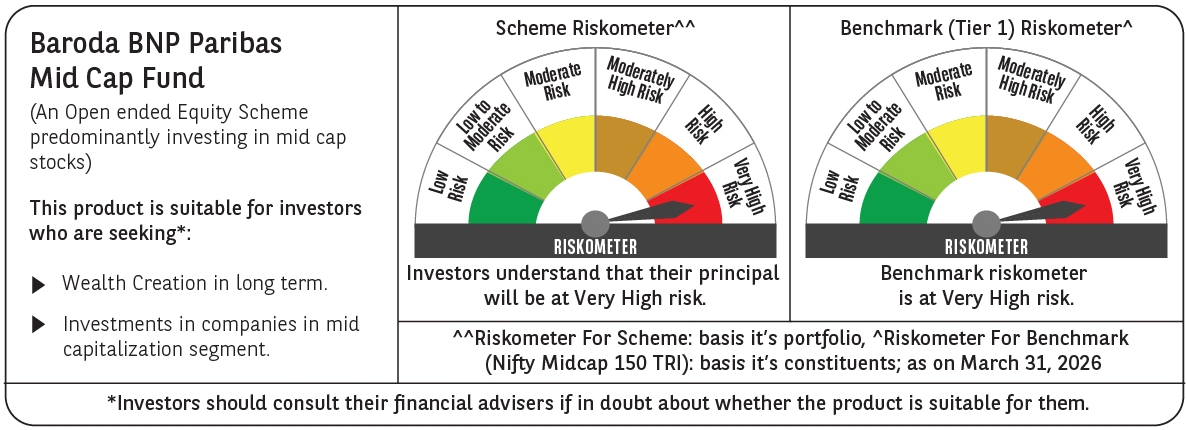 Baroda BNP Paribas
Mid Cap Fund
(An Open ended Equity Scheme
predominantly investing in mid cap
stocks)
This product is suitable for investors
who are seeking*:
Wealth Creation in long term.
Investments in companies in mid
capitalization segment.
Scheme Riskometer^^
Low
Risk
Low to
Moderate
Risk
Moderate
Risk
Moderately
High Risk
High
Risk
Very High
Risk
RISKOMETER
Investors understand that their principal
will be at Very High risk.
Benchmark (Tier 1) Riskometer^
Low
Risk
Low to
Moderate
Risk
Moderate
Risk
Moderately
High Risk
High
Risk
Very High
Risk
RISKOMETER
Benchmark riskometer
is at Very High risk.
^^Riskometer For Scheme: basis it's portfolio, ^Riskometer For Benchmark
(Nifty Midcap 150 TRI): basis it's constituents; as on March 31, 2026
*Investors should consult their financial advisers if in doubt about whether the product is suitable for them.